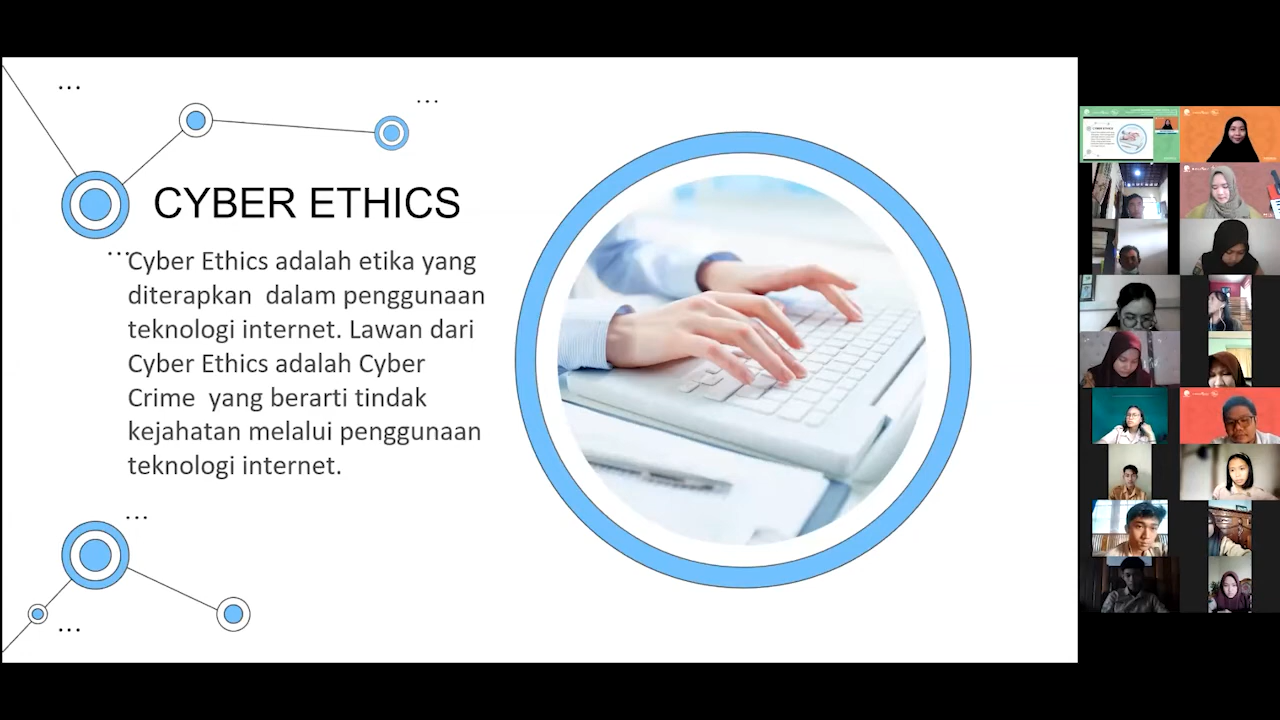 CYBER ETHICS
Cyber Ethics adalah etika yang
diterapkan  dalam penggunaan
teknologi internet. Lawan dari
Cyber Ethics adalah Cyber
Crime  yang berarti tindak
kejahatan melalui penggunaan
teknologi internet.